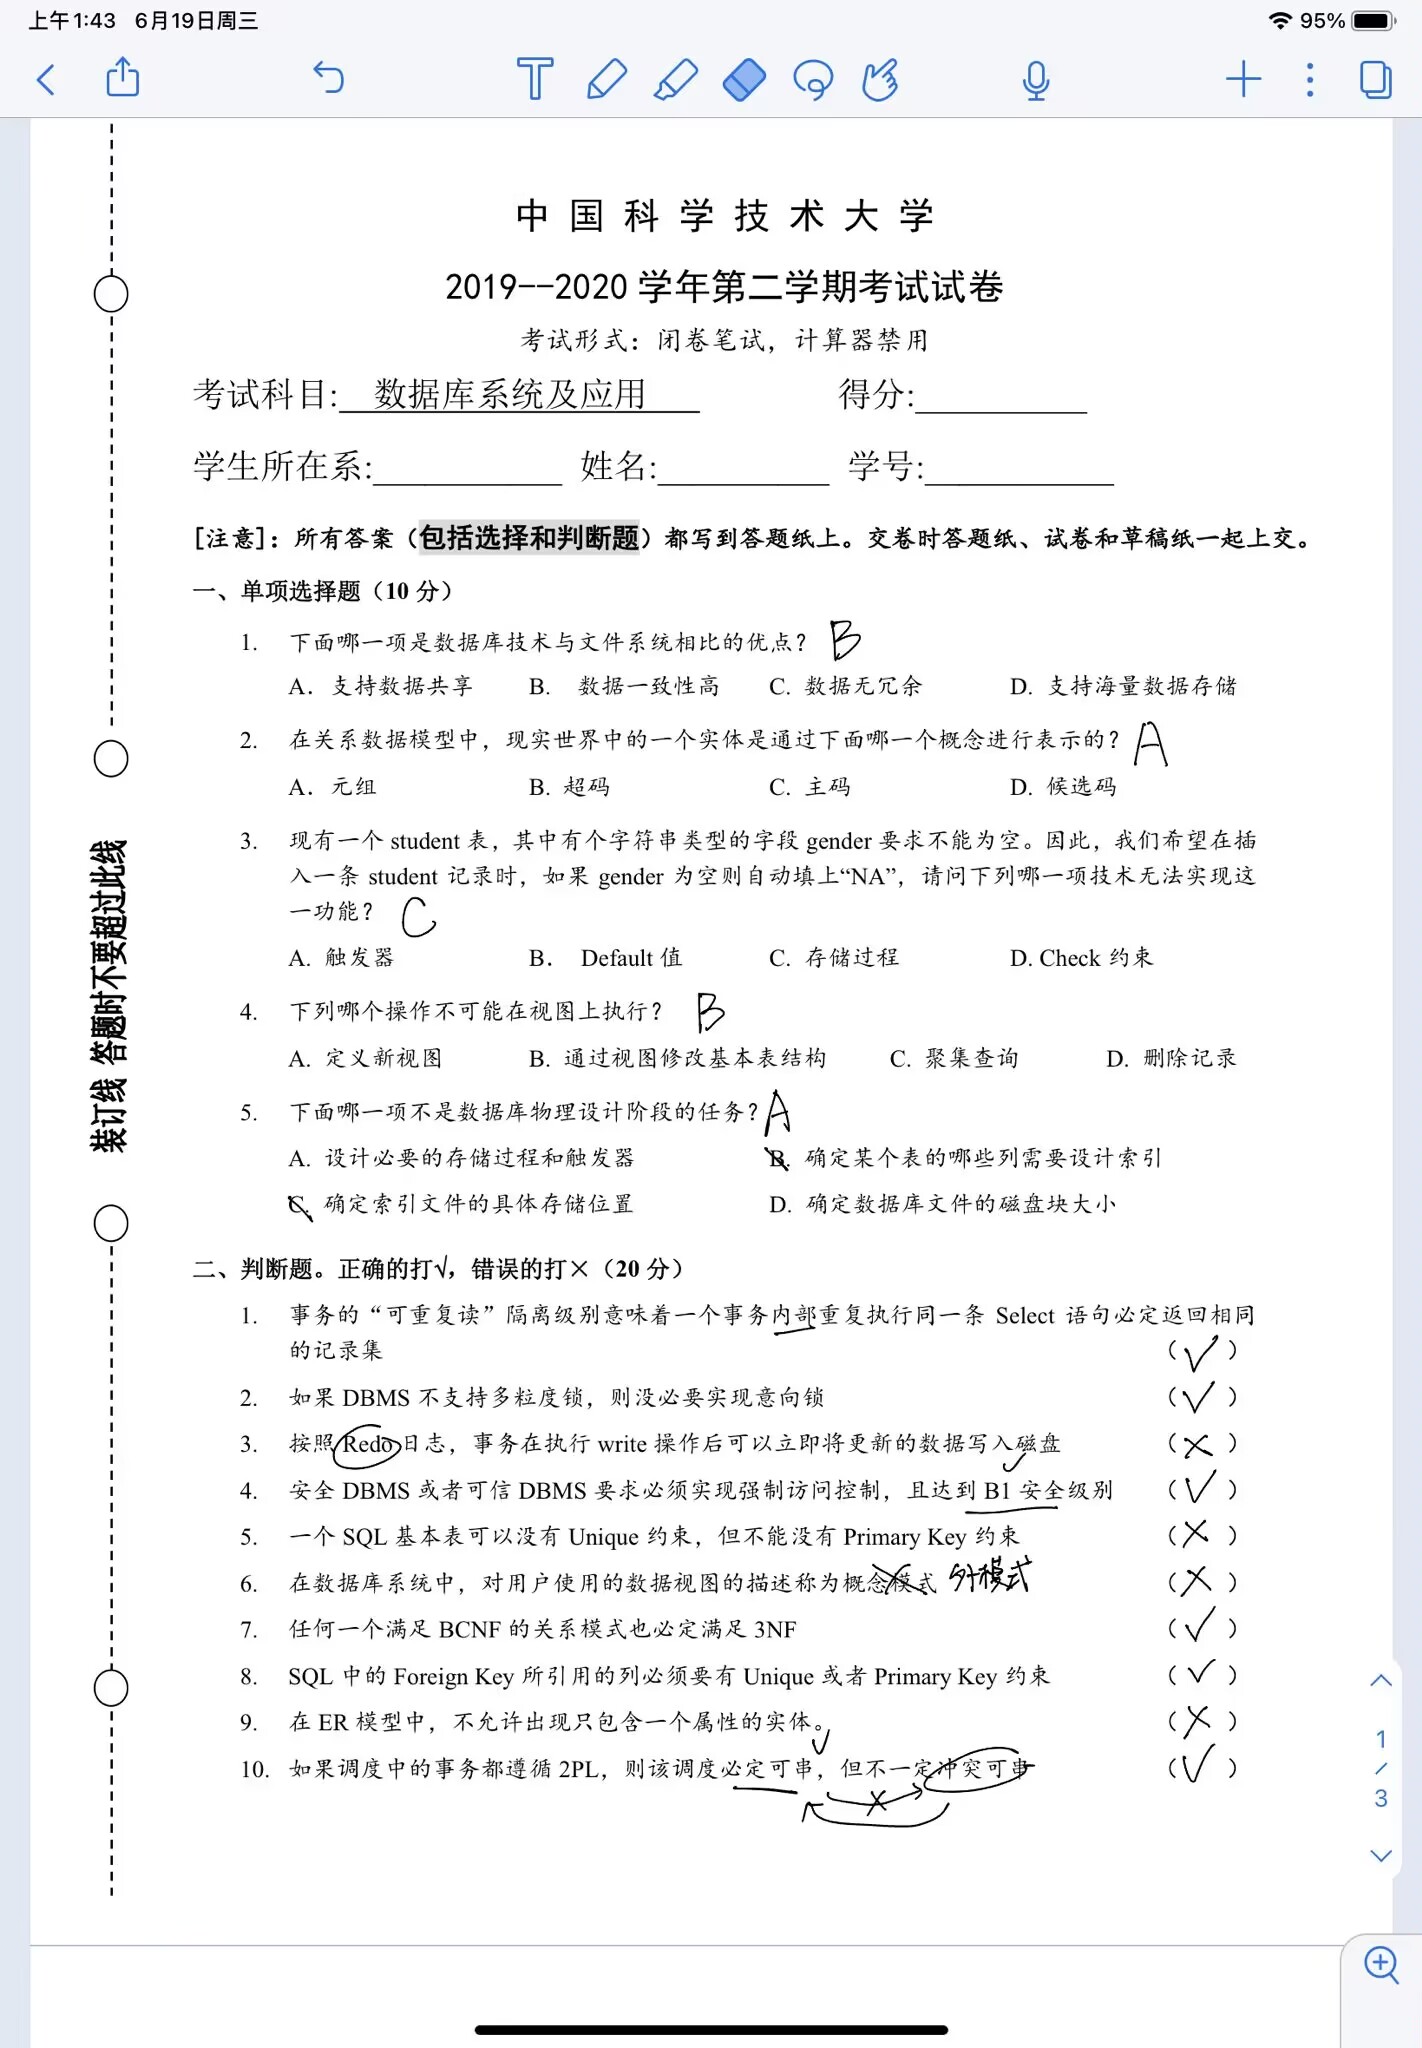 上午1:43 6月19日周三 95%
中国科学技术大学
2019--2020 学年第二学期考试试卷
考试形式：闭卷笔试，计算器禁用
考试科目: 数据库系统及应用 得分:
学生所在系: 姓名: 学号:
[注意]：所有答案（包括选择和判断题）都写到答题纸上。交卷时答题纸、试卷和草稿纸一起上交。
装订线 答题时不要超过此线
一、单项选择题（10 分）
1. 下面哪一项是数据库技术与文件系统相比的优点？ B
A. 支持数据共享 B. 数据一致性高 C. 数据无冗余 D. 支持海量数据存储
2. 在关系数据模型中，现实世界中的一个实体是通过下面哪一个概念进行表示的？ A
A. 元组 B. 超码 C. 主码 D. 候选码
3. 现有一个 student 表，其中有个字符串类型的字段 gender 要求不能为空。因此，我们希望在插
入一条 student 记录时，如果 gender 为空则自动填上“NA”，请问下列哪一项技术无法实现这
一功能？ C
A. 触发器 B. Default 值 C. 存储过程 D. Check 约束
4. 下列哪个操作不可能在视图上执行？ B
A. 定义新视图 B. 通过视图修改基本表结构 C. 聚集查询 D. 删除记录
5. 下面哪一项不是数据库物理设计阶段的任务？ A
A. 设计必要的存储过程和触发器 B. 确定某个表的哪些列需要设计索引
C. 确定索引文件的具体存储位置 D. 确定数据库文件的磁盘块大小
二、判断题。正确的打√，错误的打×（20 分）
1. 事务的“可重复读”隔离级别意味着一个事务内部重复执行同一条 Select 语句必定返回相同
的记录集 （√）
2. 如果 DBMS 不支持多粒度锁，则没必要实现意向锁 （√）
3. 按照 Redo 日志，事务在执行 write 操作后可以立即将更新的数据写入磁盘 （×）
4. 安全 DBMS 或者可信 DBMS 要求必须实现强制访问控制，且达到 B1 安全级别 （√）
5. 一个 SQL 基本表可以没有 Unique 约束，但不能没有 Primary Key 约束 （×）
6. 在数据库系统中，对用户使用的数据视图的描述称为概念模式 外模式 （×）
7. 任何一个满足 BCNF 的关系模式也必定满足 3NF （√）
8. SQL 中的 Foreign Key 所引用的列必须要有 Unique 或者 Primary Key 约束 （√）
9. 在 ER 模型中，不允许出现只包含一个属性的实体。 （×）
10. 如果调度中的事务都遵循 2PL，则该调度必定可串，但不一定冲突可串 （√）
1
/
3